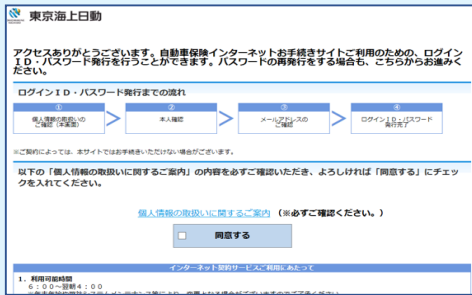 東京海上日動
アクセスありがとうございます。自動車保険インターネットお手続きサイトご利用のための、ログイン
ＩＤ・パスワード発行を行うことができます。パスワードの再発行をする場合も、こちらからお進みく
ださい。
ログインＩＤ・パスワード発行までの流れ
① ② ③ ④
個人情報の取扱いの
ご確認（本画面）
本人確認
メールアドレスの
ご確認
ログインＩＤ・パスワード
発行完了
※ご契約によっては、本サイトではお手続きいただけない場合がございます。
以下の「個人情報の取扱いに関するご案内」の内容を必ずご確認いただき、よろしければ「同意する」にチェッ
クを入れてください。
個人情報の取扱いに関するご案内 （※必ずご確認ください。）
同意する
インターネット契約サービスご利用にあたって
１．利用可能時間
６：００～翌朝４：００